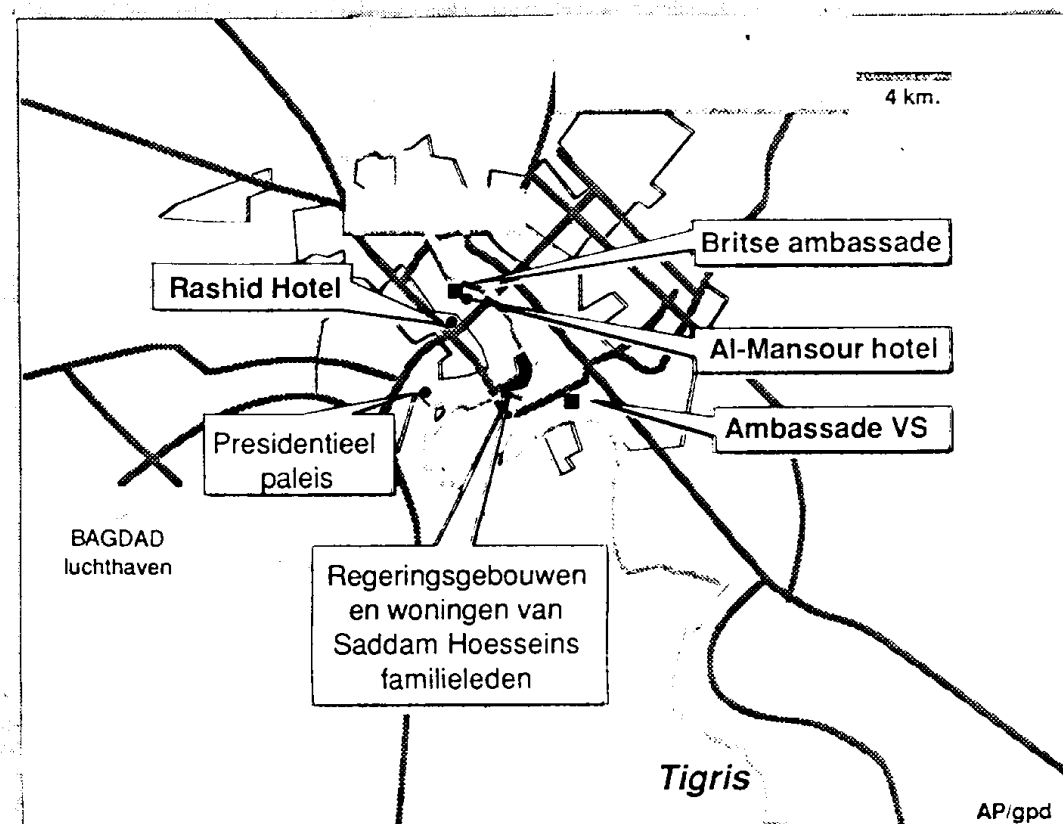 4 km.
Britse ambassade
Rashid Hotel
Al-Mansour hotel
Ambassade VS
Presidentieel
paleis
BAGDAD
luchthaven
Regeringsgebouwen
en woningen van
Saddam Hoesseins
familieleden
Tigris
AP/gpd